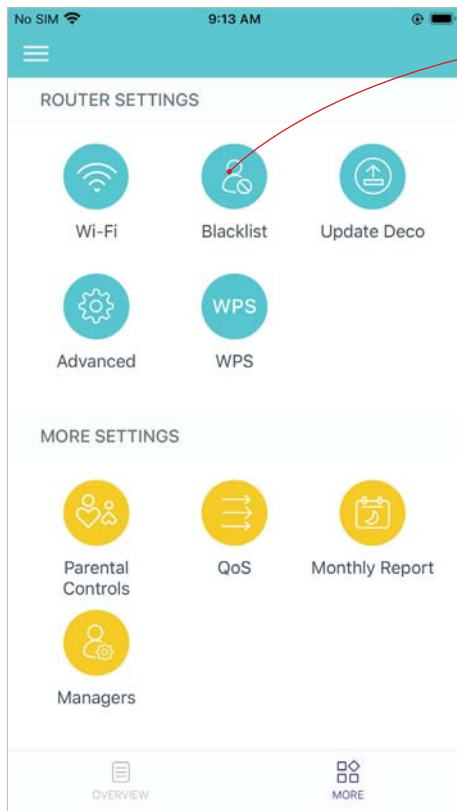 No SIM 9:13 AM
ROUTER SETTINGS
Wi-Fi Blacklist Update Deco
WPS
Advanced WPS
MORE SETTINGS
Parental Controls QoS Monthly Report
Managers
OVERVIEW MORE